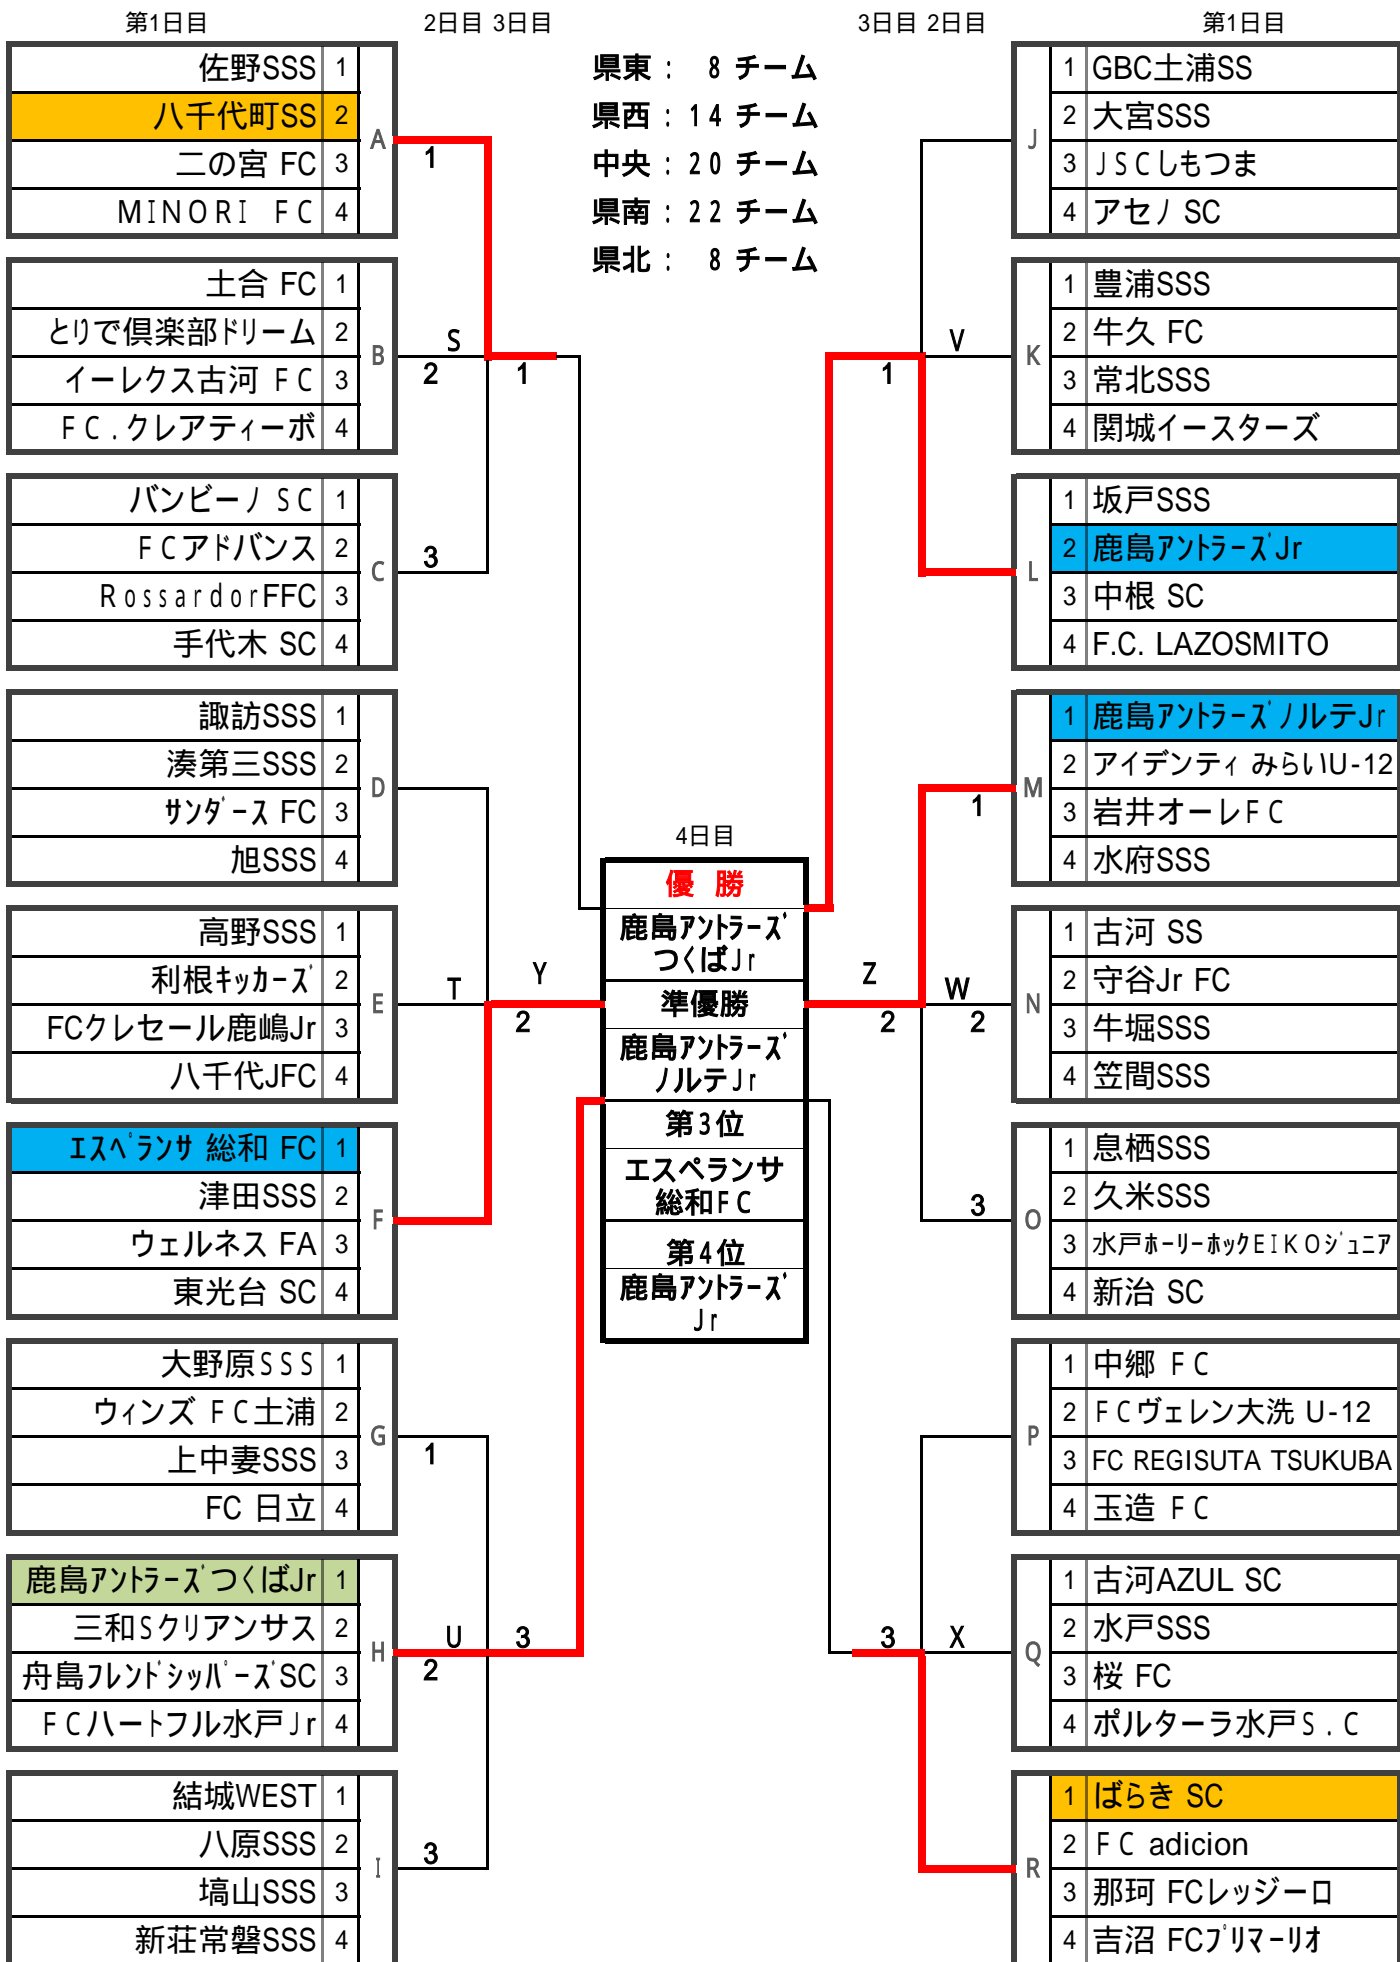 第1日目
2日目 3日目
3日目 2日目
第1日目
県東： 8 チーム
県西：14 チーム
中央：20 チーム
県南：22 チーム
県北： 8 チーム
佐野SSS 1
八千代町SS 2
二の宮 FC 3
MINORI FC 4
A
1
土合 FC 1
とりで倶楽部ドリーム 2
イーレクス古河 FC 3
FC.クレアティーボ 4
B
S
2
1
バンビーノ SC 1
FCアドバンス 2
RossardorFFC 3
手代木 SC 4
C
3
諏訪SSS 1
湊第三SSS 2
サンダース FC 3
旭SSS 4
D
高野SSS 1
利根キッカーズ 2
FCクレセール鹿嶋Jr 3
八千代JFC 4
E
T
Y
2
エスペランサ 総和 FC 1
津田SSS 2
ウェルネス FA 3
東光台 SC 4
F
大野原SSS 1
ウィンズ FC土浦 2
上中妻SSS 3
FC 日立 4
G
1
鹿島アントラーズつくばJr 1
三和Sクリアンサス 2
舟島フレンドシッパーズSC 3
FCハートフル水戸Jr 4
H
U
2
3
結城WEST 1
八原SSS 2
塙山SSS 3
新荘常磐SSS 4
I
3
4日目
優 勝
鹿島アントラーズ
つくばJr
準優勝
鹿島アントラーズ
ノルテJr
第3位
エスペランサ
総和FC
第4位
鹿島アントラーズ
Jr
J
1 GBC土浦SS
2 大宮SSS
3 JSCしもつま
4 アセノ SC
1
V
K
1 豊浦SSS
2 牛久 FC
3 常北SSS
4 関城イースターズ
L
1 坂戸SSS
2 鹿島アントラーズJr
3 中根 SC
4 F.C. LAZOSMITO
1
M
1 鹿島アントラーズノルテJr
2 アイデンティみらいU-12
3 岩井オーレFC
4 水府SSS
Z
2
W
2
N
1 古河 SS
2 守谷Jr FC
3 牛堀SSS
4 笠間SSS
3
O
1 息栖SSS
2 久米SSS
3 水戸ホーリーホックEIKOジュニア
4 新治 SC
P
1 中郷 FC
2 FCヴェレン大洗 U-12
3 FC REGISUTA TSUKUBA
4 玉造 FC
3
X
Q
1 古河AZUL SC
2 水戸SSS
3 桜 FC
4 ポルターラ水戸S.C
R
1 ばらき SC
2 FC adicion
3 那珂 FCレッジーロ
4 吉沼 FCプリマーリオ